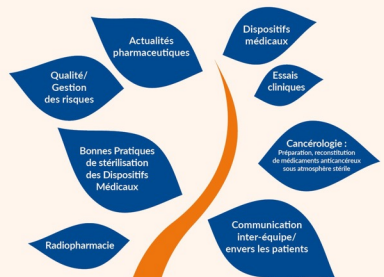 Actualités
pharmaceutiques
Dispositifs
médicaux
Qualité/
Gestion
des risques
Essais
cliniques
Bonnes Pratiques
de stérilisation
des Dispositifs
Médicaux
Cancérologie :
Préparation, reconstitution
de médicaments anticancéreux
sous atmosphère stérile
Radiopharmacie
Communication
inter-équipe/
envers les patients